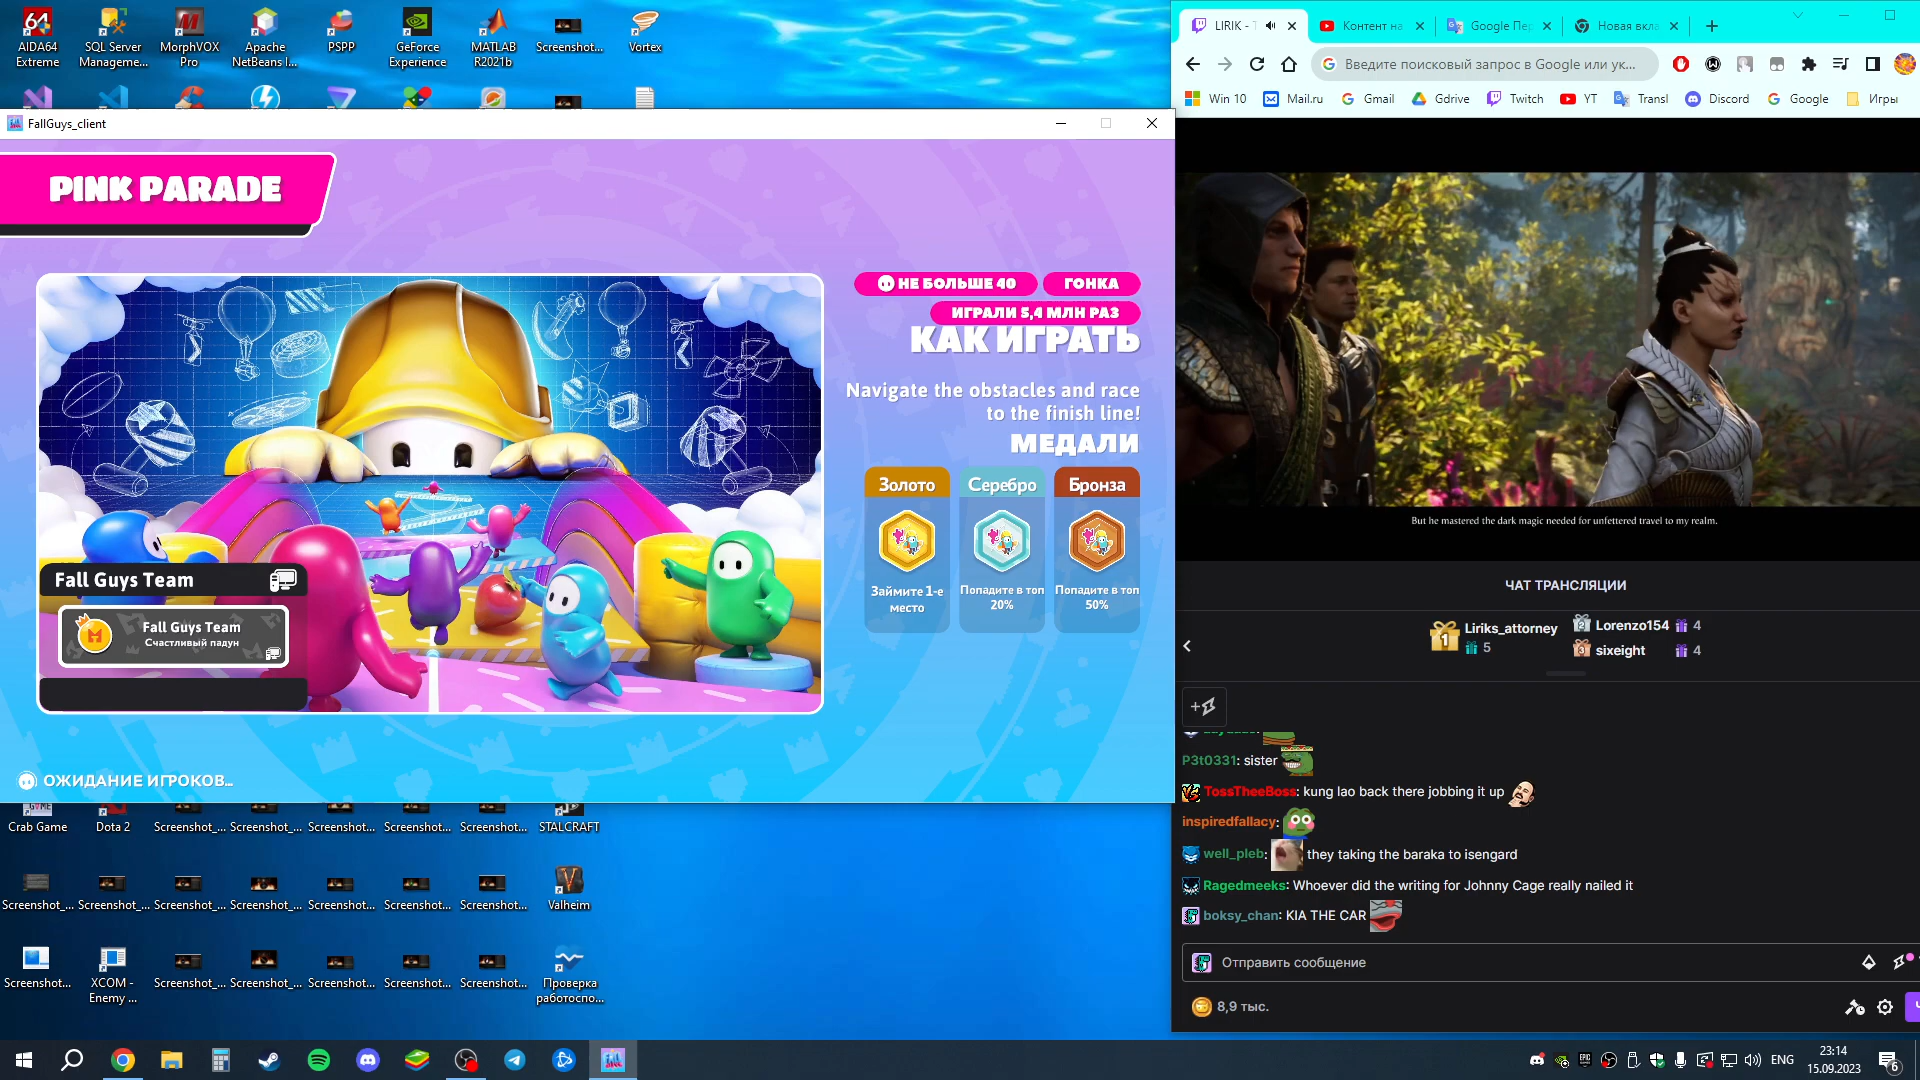 AIDA64 Extreme
SQL Server Manageme...
MorphVOX Pro
Apache NetBeans I...
PSPP
GeForce Experience
MATLAB R2021b
Screenshot...
Vortex
FallGuys_client
PINK PARADE
НЕ БОЛЬШЕ 40
ГОНКА
ИГРАЛИ 5,4 МЛН РАЗ
КАК ИГРАТЬ
Navigate the obstacles and race
to the finish line!
МЕДАЛИ
Золото
Серебро
Бронза
Займите 1-е место
Попадите в топ 20%
Попадите в топ 50%
Fall Guys Team
Fall Guys Team
Счастливый падун
ОЖИДАНИЕ ИГРОКОВ...
Crab Game
Dota 2
Screenshot_...
Screenshot_...
Screenshot...
Screenshot...
Screenshot...
STALCRAFT
Screenshot_...
Screenshot_...
Screenshot_...
Screenshot_...
Screenshot...
Screenshot...
Screenshot...
Valheim
Screenshot...
XCOM - Enemy ...
Screenshot_...
Screenshot_...
Screenshot...
Screenshot...
Screenshot...
Проверка работоспо...
LIRIK - T
Контент на
Google Пер
Новая вкла
Введите поисковый запрос в Google или ук...
Win 10
Mail.ru
Gmail
Gdrive
Twitch
YT
Transl
Discord
Google
Игры
But he mastered the dark magic needed for unfettered travel to my realm.
ЧАТ ТРАНСЛЯЦИИ
1 Liriks_attorney 5
2 Lorenzo154 4
3 sixeight 4
P3t0331: sister
TossTheeBoss: kung lao back there jobbing it up
inspiredfallacy:
well_pleb: they taking the baraka to isengard
Ragedmeeks: Whoever did the writing for Johnny Cage really nailed it
boksy_chan: KIA THE CAR
Отправить сообщение
8,9 тыс.
ENG
23:14
15.09.2023
6